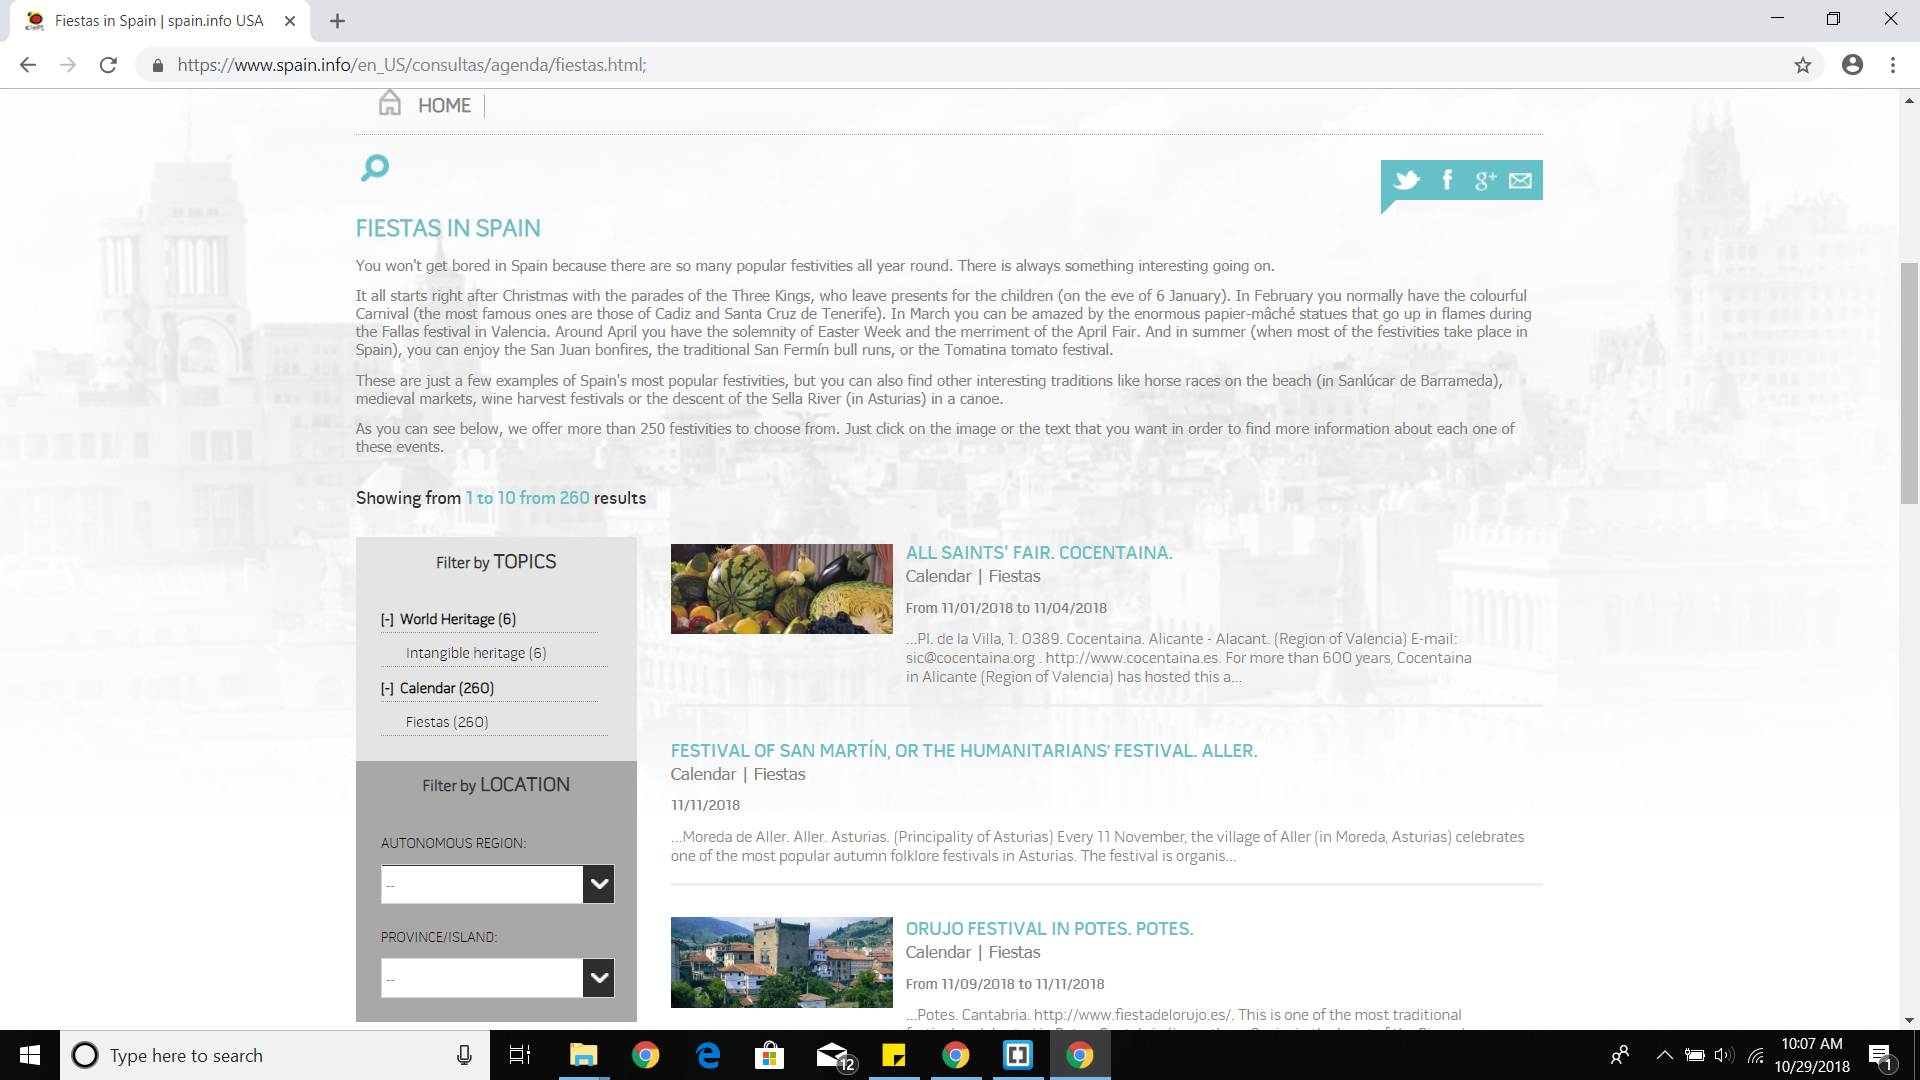 Fiestas in Spain | spain.info USA
https://www.spain.info/en_US/consultas/agenda/fiestas.html;
HOME
FIESTAS IN SPAIN
You won't get bored in Spain because there are so many popular festivities all year round. There is always something interesting going on.
It all starts right after Christmas with the parades of the Three Kings, who leave presents for the children (on the eve of 6 January). In February you normally have the colourful
Carnival (the most famous ones are those of Cadiz and Santa Cruz de Tenerife). In March you can be amazed by the enormous papier-mâché statues that go up in flames during
the Fallas festival in Valencia. Around April you have the solemnity of Easter Week and the merriment of the April Fair. And in summer (when most of the festivities take place in
Spain), you can enjoy the San Juan bonfires, the traditional San Fermín bull runs, or the Tomatina tomato festival.
These are just a few examples of Spain's most popular festivities, but you can also find other interesting traditions like horse races on the beach (in Sanlúcar de Barrameda),
medieval markets, wine harvest festivals or the descent of the Sella River (in Asturias) in a canoe.
As you can see below, we offer more than 250 festivities to choose from. Just click on the image or the text that you want in order to find more information about each one of
these events.
Showing from 1 to 10 from 260 results
Filter by TOPICS
[-] World Heritage (6)
Intangible heritage (6)
[-] Calendar (260)
Fiestas (260)
Filter by LOCATION
AUTONOMOUS REGION:
--
PROVINCE/ISLAND:
--
ALL SAINTS' FAIR. COCENTAINA.
Calendar | Fiestas
From 11/01/2018 to 11/04/2018
...Pl. de la Villa, 1. 0389. Cocentaina. Alicante - Alacant. (Region of Valencia) E-mail:
sic@cocentaina.org . http://www.cocentaina.es. For more than 600 years, Cocentaina
in Alicante (Region of Valencia) has hosted this a...
FESTIVAL OF SAN MARTÍN, OR THE HUMANITARIANS' FESTIVAL. ALLER.
Calendar | Fiestas
11/11/2018
...Moreda de Aller. Aller. Asturias. (Principality of Asturias) Every 11 November, the village of Aller (in Moreda, Asturias) celebrates
one of the most popular autumn folklore festivals in Asturias. The festival is organis...
ORUJO FESTIVAL IN POTES. POTES.
Calendar | Fiestas
From 11/09/2018 to 11/11/2018
...Potes. Cantabria. http://www.fiestadelorujo.es/. This is one of the most traditional
Type here to search
12
10:07 AM
10/29/2018
1